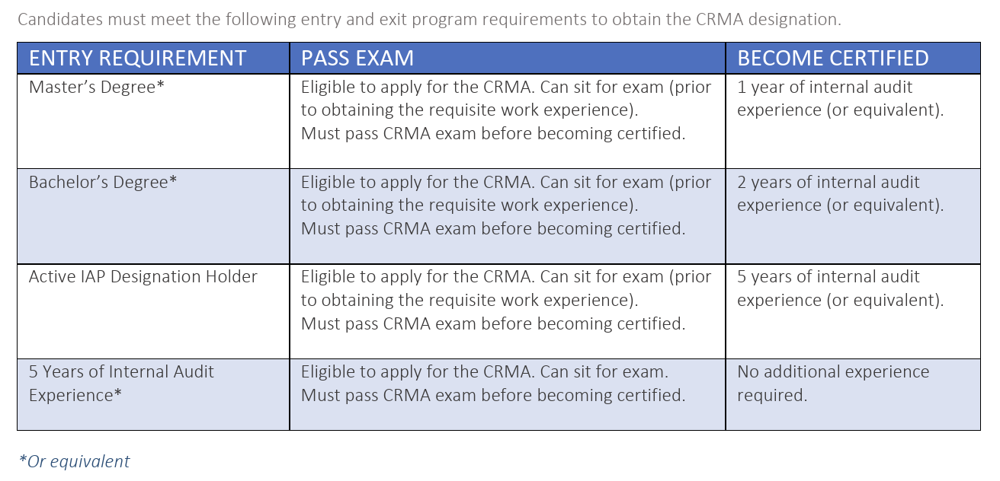 Candidates must meet the following entry and exit program requirements to obtain the CRMA designation.
ENTRY REQUIREMENT
PASS EXAM
BECOME CERTIFIED
Master’s Degree*
Eligible to apply for the CRMA. Can sit for exam (prior
to obtaining the requisite work experience).
Must pass CRMA exam before becoming certified.
1 year of internal audit
experience (or equivalent).
Bachelor’s Degree*
Eligible to apply for the CRMA. Can sit for exam (prior
to obtaining the requisite work experience).
Must pass CRMA exam before becoming certified.
2 years of internal audit
experience (or equivalent).
Active IAP Designation Holder
Eligible to apply for the CRMA. Can sit for exam (prior
to obtaining the requisite work experience).
Must pass CRMA exam before becoming certified.
5 years of internal audit
experience (or equivalent).
5 Years of Internal Audit
Experience*
Eligible to apply for the CRMA. Can sit for exam.
Must pass CRMA exam before becoming certified.
No additional experience
required.
*Or equivalent